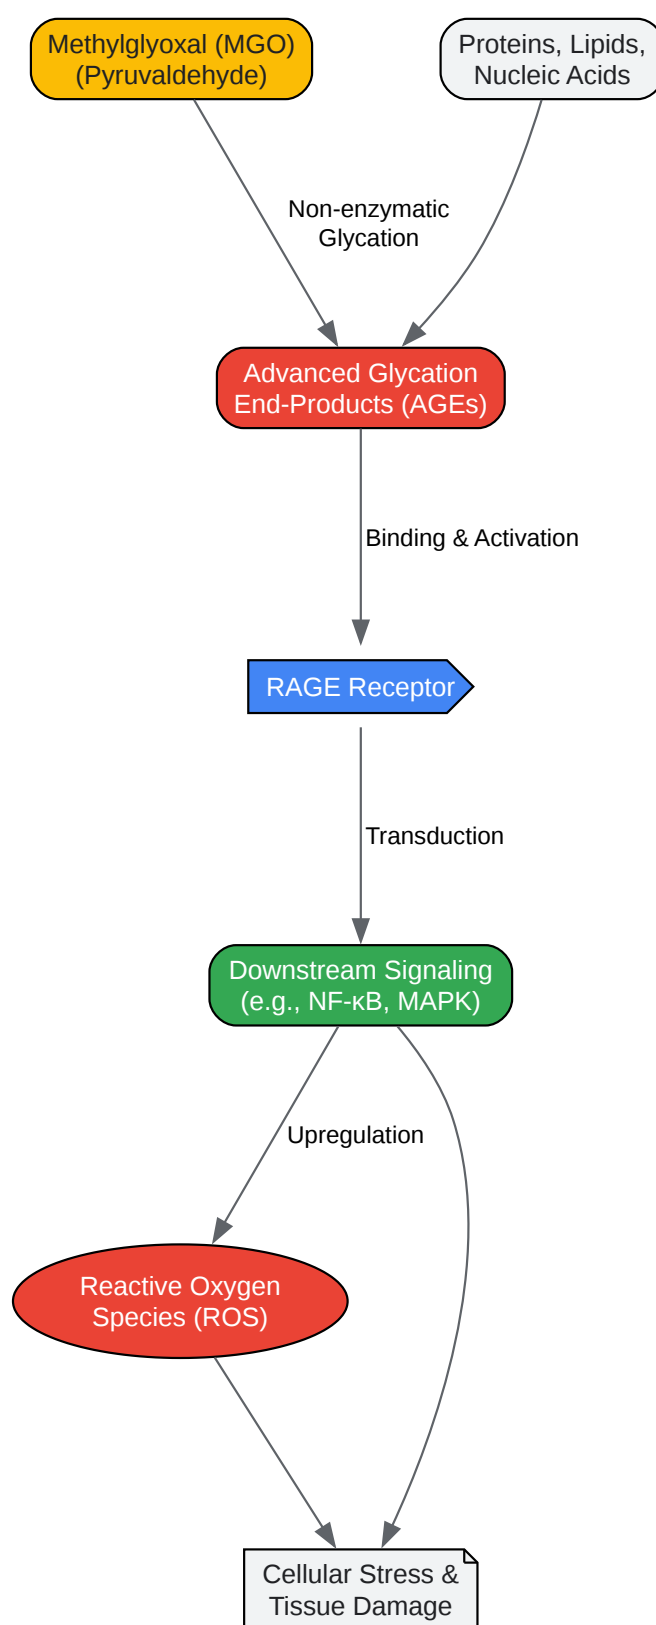 Methylglyoxal (MGO)
(Pyruvaldehyde)
Proteins, Lipids,
Nucleic Acids
Non-enzymatic
Glycation
Advanced Glycation
End-Products (AGEs)
Binding & Activation
RAGE Receptor
Transduction
Downstream Signaling
(e.g., NF-κB, MAPK)
Upregulation
Reactive Oxygen
Species (ROS)
Cellular Stress &
Tissue Damage